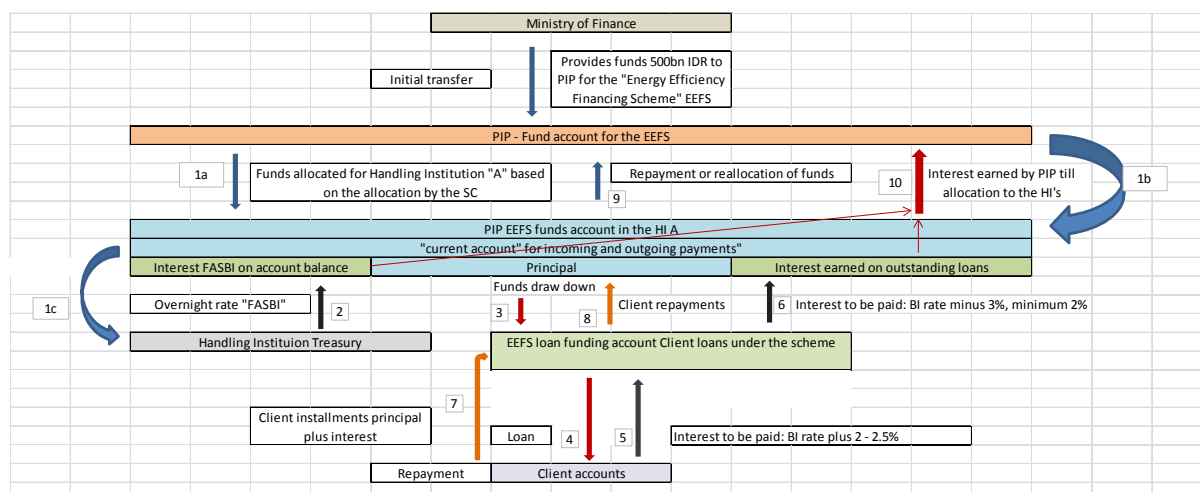 Ministry of Finance
Initial transfer
Provides funds 500bn IDR to
PIP for the "Energy Efficiency
Financing Scheme" EEFS
PIP - Fund account for the EEFS
1a
Funds allocated for Handling Institution "A" based
on the allocation by the SC
9
Repayment or reallocation of funds
10
Interest earned by PIP till
allocation to the HI's
1b
PIP EEFS funds account in the HI A
"current account" for incoming and outgoing payments"
Interest FASBI on account balance
Principal
Interest earned on outstanding loans
1c
Overnight rate "FASBI"
2
Funds draw down
3
8
Client repayments
6
Interest to be paid: BI rate minus 3%, minimum 2%
Handling Instituion Treasury
EEFS loan funding account Client loans under the scheme
7
Client installments principal
plus interest
Loan
4
5
Interest to be paid: BI rate plus 2 - 2.5%
Repayment
Client accounts